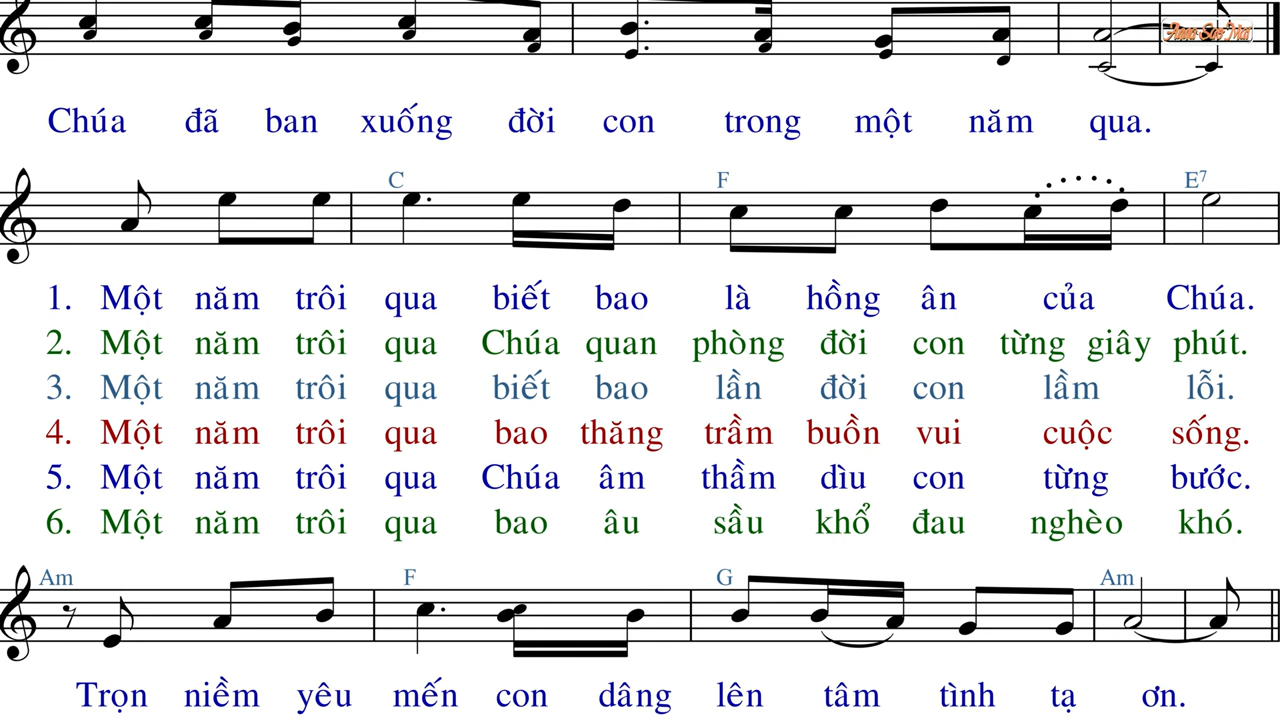 Chúa đã ban xuống đời con trong một năm qua.
C F E7
1. Một năm trôi qua biết bao là hồng ân của Chúa.
2. Một năm trôi qua Chúa quan phòng đời con từng giây phút.
3. Một năm trôi qua biết bao lần đời con lầm lỗi.
4. Một năm trôi qua bao thăng trầm buồn vui cuộc sống.
5. Một năm trôi qua Chúa âm thầm dìu con từng bước.
6. Một năm trôi qua bao âu sầu khổ đau nghèo khó.
Am F G Am
Trọn niềm yêu mến con dâng lên tâm tình tạ ơn.